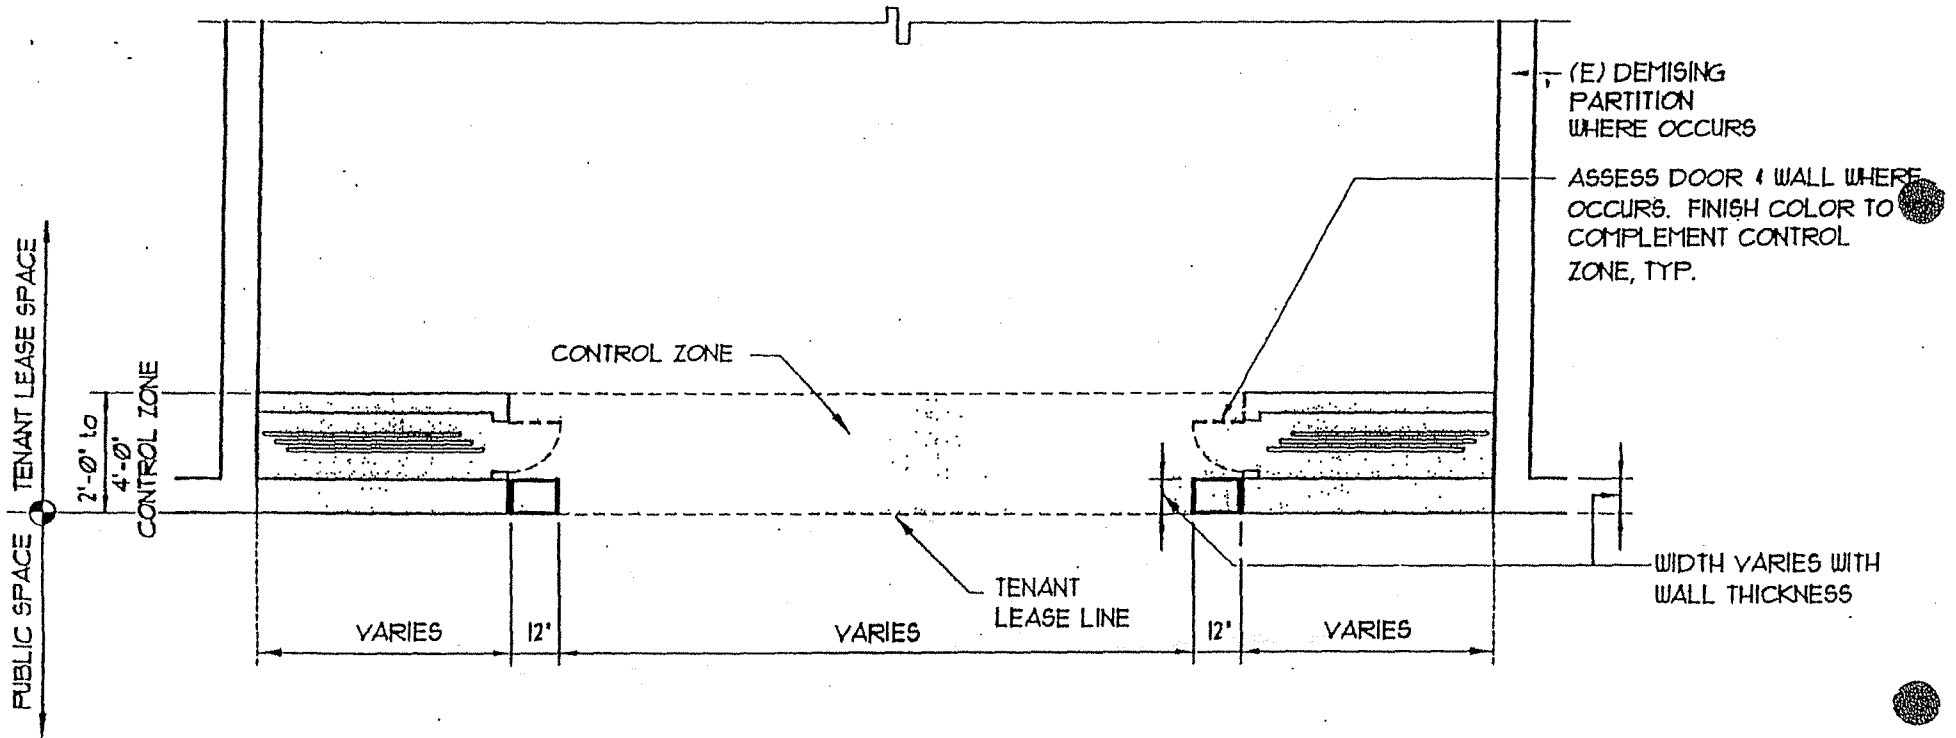 (E) DEMISING
PARTITION
WHERE OCCURS
ASSESS DOOR & WALL WHERE
OCCURS. FINISH COLOR TO
COMPLEMENT CONTROL
ZONE, TYP.
CONTROL ZONE
TENANT LEASE SPACE
2'-0" to
4'-0"
CONTROL ZONE
PUBLIC SPACE
TENANT
LEASE LINE
WIDTH VARIES WITH
WALL THICKNESS
VARIES
12"
VARIES
12"
VARIES